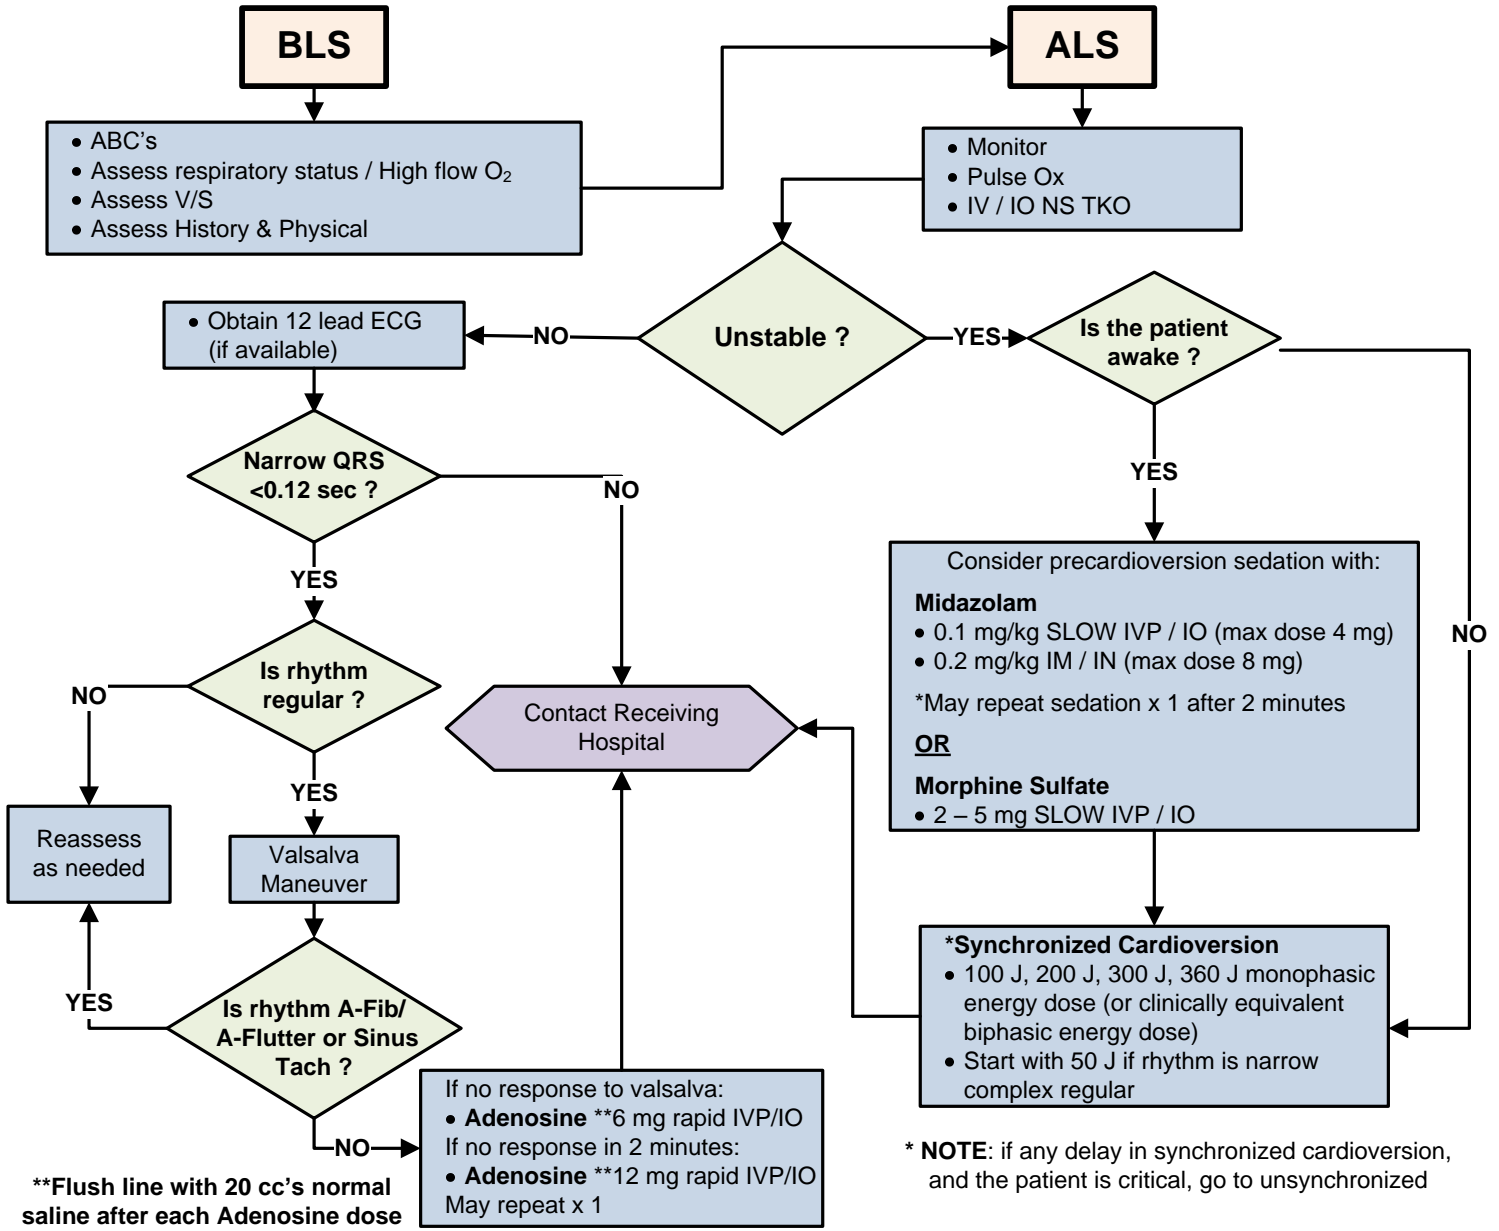 BLS
ALS
• ABC's
• Assess respiratory status / High flow O₂
• Assess V/S
• Assess History & Physical
• Monitor
• Pulse Ox
• IV / IO NS TKO
Unstable ?
NO
YES
• Obtain 12 lead ECG
(if available)
Is the patient
awake ?
YES
NO
Narrow QRS
<0.12 sec ?
NO
YES
Consider precardioversion sedation with:
Midazolam
• 0.1 mg/kg SLOW IVP / IO (max dose 4 mg)
• 0.2 mg/kg IM / IN (max dose 8 mg)
*May repeat sedation x 1 after 2 minutes
OR
Morphine Sulfate
• 2 – 5 mg SLOW IVP / IO
Is rhythm
regular ?
NO
YES
Contact Receiving
Hospital
Reassess
as needed
Valsalva
Maneuver
Is rhythm A-Fib/
A-Flutter or Sinus
Tach ?
YES
NO
*Synchronized Cardioversion
• 100 J, 200 J, 300 J, 360 J monophasic
energy dose (or clinically equivalent
biphasic energy dose)
• Start with 50 J if rhythm is narrow
complex regular
If no response to valsalva:
• Adenosine **6 mg rapid IVP/IO
If no response in 2 minutes:
• Adenosine **12 mg rapid IVP/IO
May repeat x 1
* NOTE: if any delay in synchronized cardioversion,
and the patient is critical, go to unsynchronized
**Flush line with 20 cc's normal
saline after each Adenosine dose